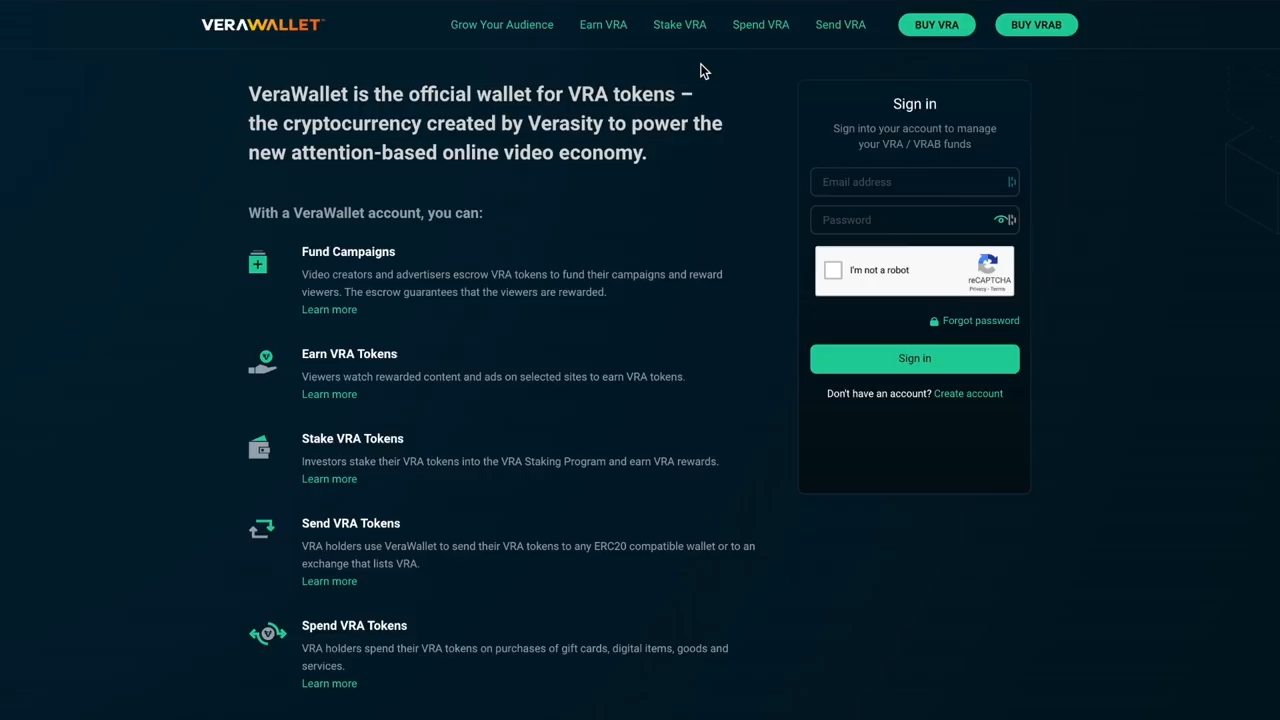 VERAWALLET
Grow Your Audience
Earn VRA
Stake VRA
Spend VRA
Send VRA
BUY VRA
BUY VRAB
VeraWallet is the official wallet for VRA tokens –
the cryptocurrency created by Verasity to power the
new attention-based online video economy.
With a VeraWallet account, you can:
Fund Campaigns
Video creators and advertisers escrow VRA tokens to fund their campaigns and reward
viewers. The escrow guarantees that the viewers are rewarded.
Learn more
Earn VRA Tokens
Viewers watch rewarded content and ads on selected sites to earn VRA tokens.
Learn more
Stake VRA Tokens
Investors stake their VRA tokens into the VRA Staking Program and earn VRA rewards.
Learn more
Send VRA Tokens
VRA holders use VeraWallet to send their VRA tokens to any ERC20 compatible wallet or to an
exchange that lists VRA.
Learn more
Spend VRA Tokens
VRA holders spend their VRA tokens on purchases of gift cards, digital items, goods and
services.
Learn more
Sign in
Sign into your account to manage
your VRA / VRAB funds
Email address
Password
I'm not a robot
reCAPTCHA
Privacy - Terms
Forgot password
Sign in
Don't have an account? Create account